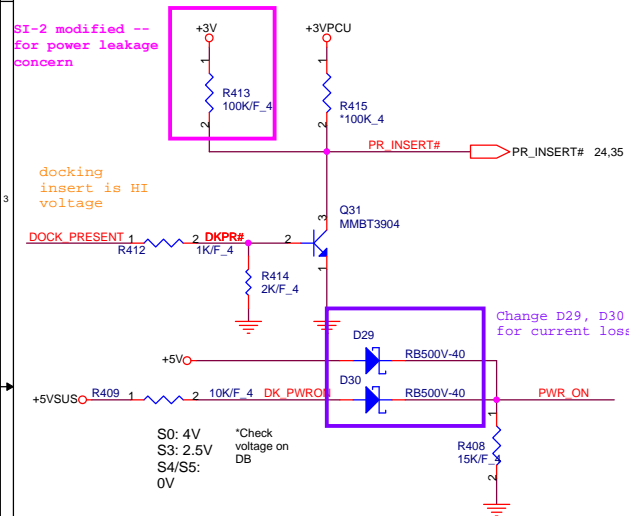 SI-2 modified --
for power leakage
concern
+3V
1
R413
100K/F_4
2
+3VPCU
1
R415
*100K_4
2
PR_INSERT#
PR_INSERT# 24,35
docking
insert is HI
voltage
3
DOCK_PRESENT
1
R412
2
1K/F_4
DKPR#
2
3
Q31
MMBT3904
1
R414
2K/F_4
Change D29, D30
for current loss
+5V
D29
RB500V-40
+5VSUS
R409
1
2
10K/F_4
DK_PWRON
D30
RB500V-40
PWR_ON
1
R408
15K/F_4
2
S0: 4V
S3: 2.5V
S4/S5:
0V
*Check
voltage on
DB